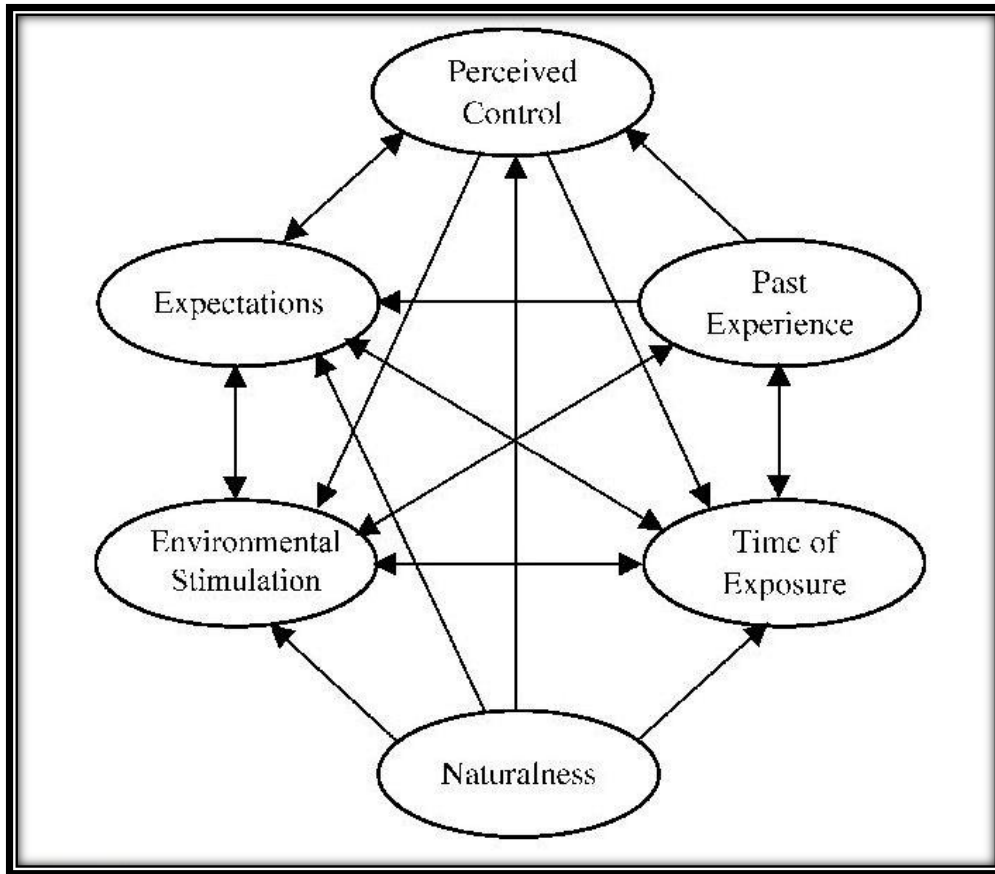 Perceived
Control
Expectations
Past
Experience
Environmental
Stimulation
Time of
Exposure
Naturalness